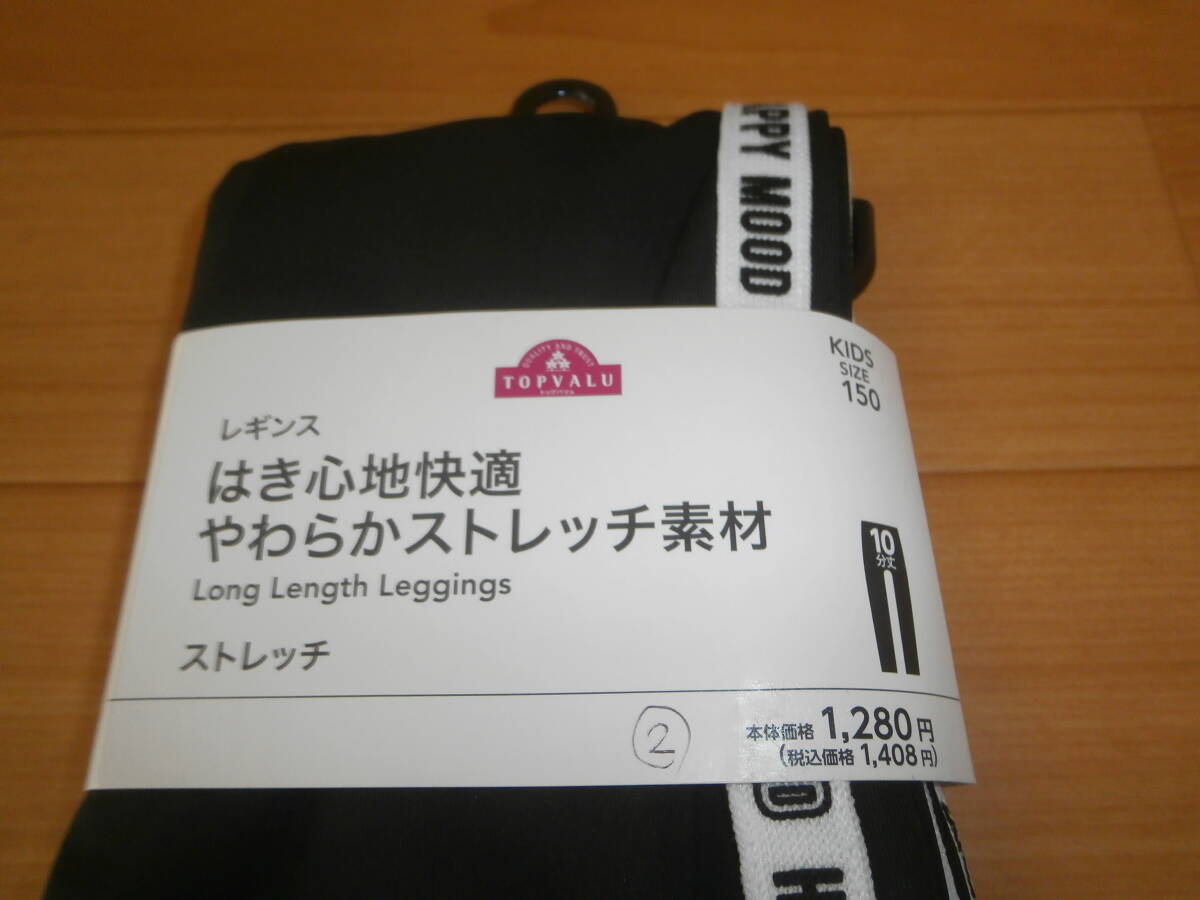 PPY MOOD
QUALITY AND TRUST
TOPVALU
トップバリュ
KIDS
SIZE
150
レギンス
はき心地快適
やわらかストレッチ素材
Long Length Leggings
10
分丈
ストレッチ
②
本体価格 1,280円
(税込価格 1,408円)